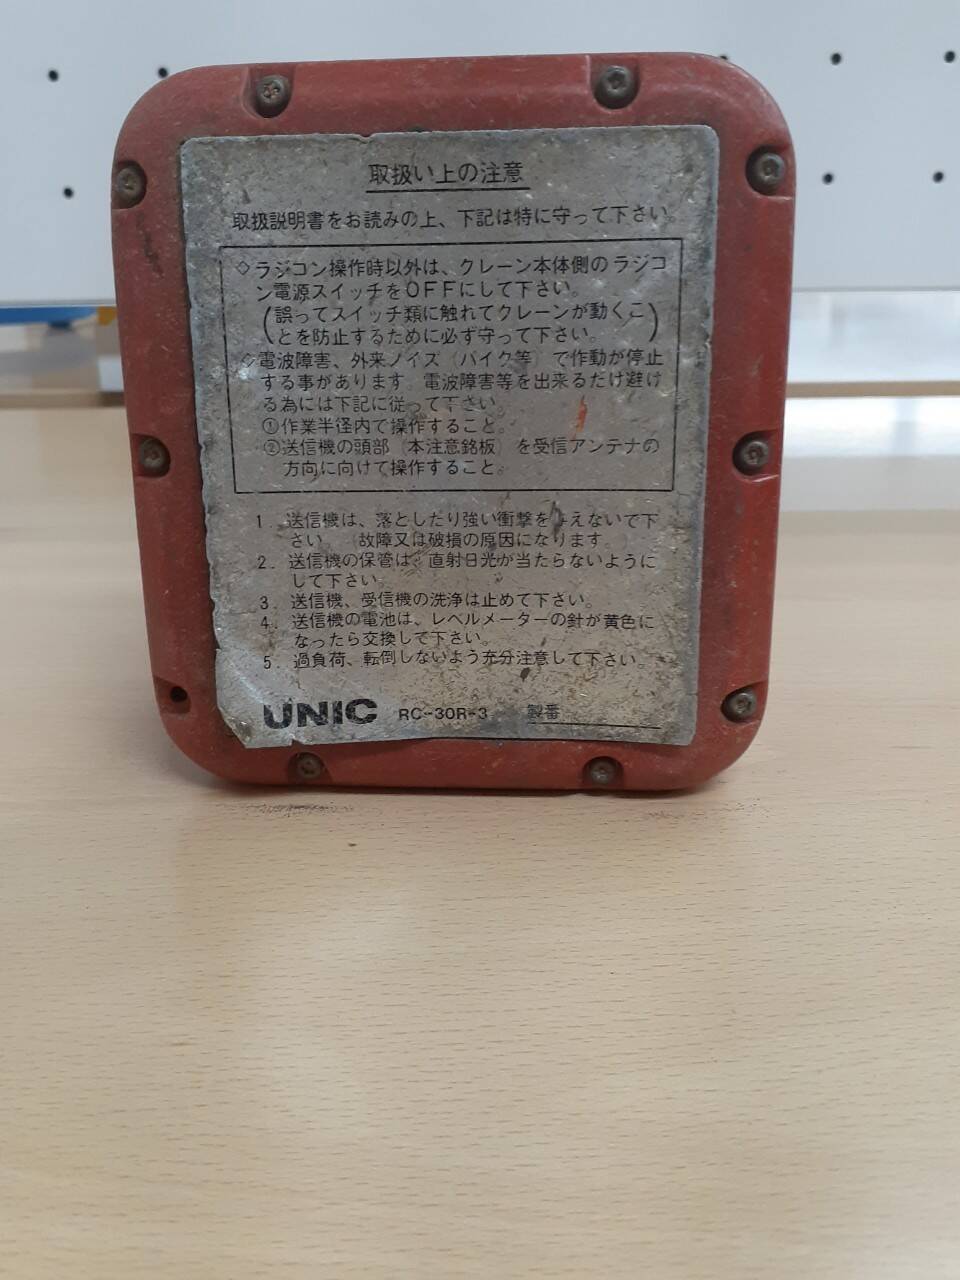 取扱い上の注意
取扱説明書をお読みの上、下記は特に守って下さい。
◇ラジコン操作時以外は、クレーン本体側のラジコ
ン電源スイッチをOFFにして下さい。
(誤ってスイッチ類に触れてクレーンが動くこ
とを防止するために必ず守って下さい。)
◇電波障害、外来ノイズ(バイク等)で作動が停止
する事があります。電波障害等を出来るだけ避け
る為には下記に従って下さい。
①作業半径内で操作すること。
②送信機の頭部(本注意銘板)を受信アンテナの
方向に向けて操作すること。
1. 送信機は、落としたり強い衝撃を与えないで下
さい。(故障又は破損の原因になります。
2. 送信機の保管は、直射日光が当たらないように
して下さい。
3. 送信機、受信機の洗浄は止めて下さい。
4. 送信機の電池は、レベルメーターの針が黄色に
なったら交換して下さい。
5. 過負荷、転倒しないよう充分注意して下さい。
UNIC RC-30R-3 製番